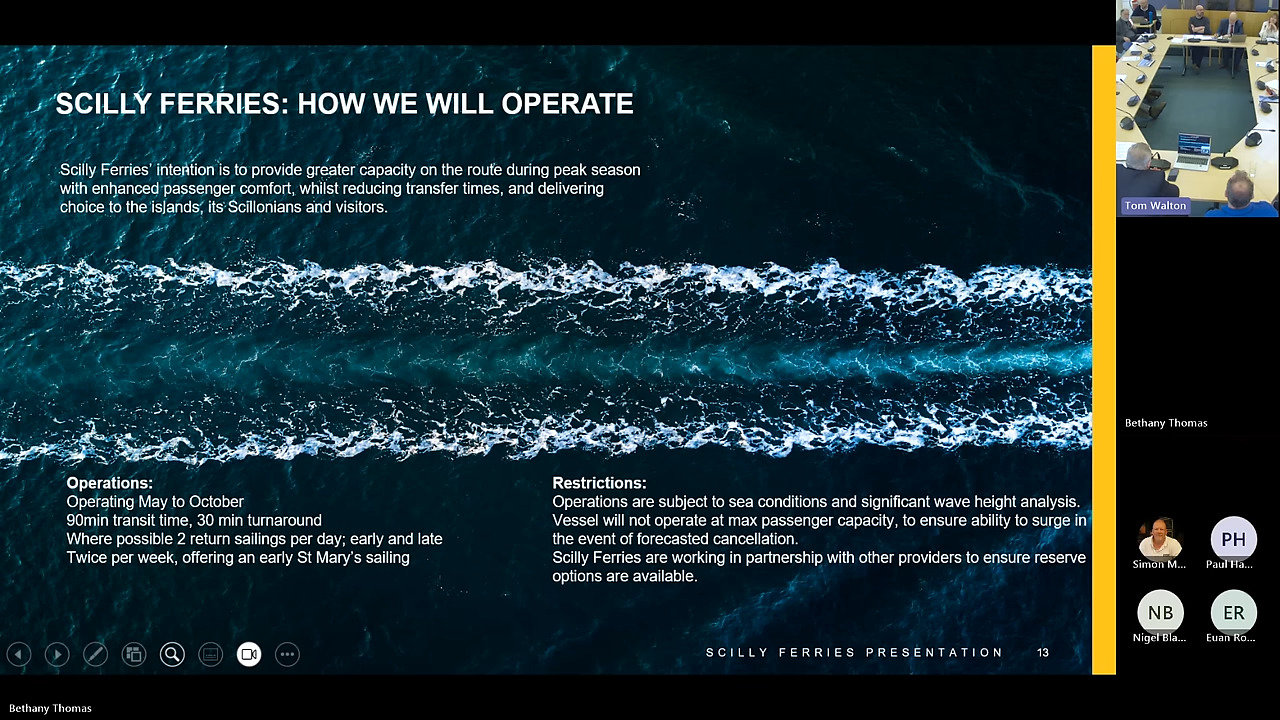 SCILLY FERRIES: HOW WE WILL OPERATE
Scilly Ferries' intention is to provide greater capacity on the route during peak season
with enhanced passenger comfort, whilst reducing transfer times, and delivering
choice to the islands, its Scillonians and visitors.
Operations:
Operating May to October
90min transit time, 30 min turnaround
Where possible 2 return sailings per day; early and late
Twice per week, offering an early St Mary's sailing
Restrictions:
Operations are subject to sea conditions and significant wave height analysis.
Vessel will not operate at max passenger capacity, to ensure ability to surge in
the event of forecasted cancellation.
Scilly Ferries are working in partnership with other providers to ensure reserve
options are available.
SCILLY FERRIES PRESENTATION 13
Bethany Thomas
Tom Walton
Bethany Thomas
PH
Simon M... Paul Ha...
NB ER
Nigel Bla... Euan Ro...